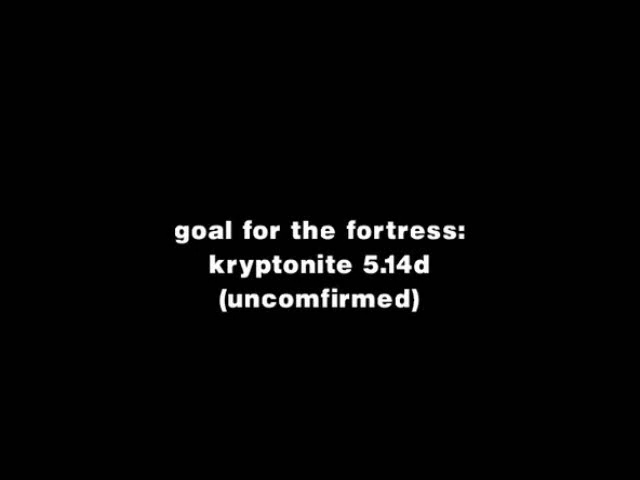 goal for the fortress:
kryptonite 5.14d
(uncomfirmed)